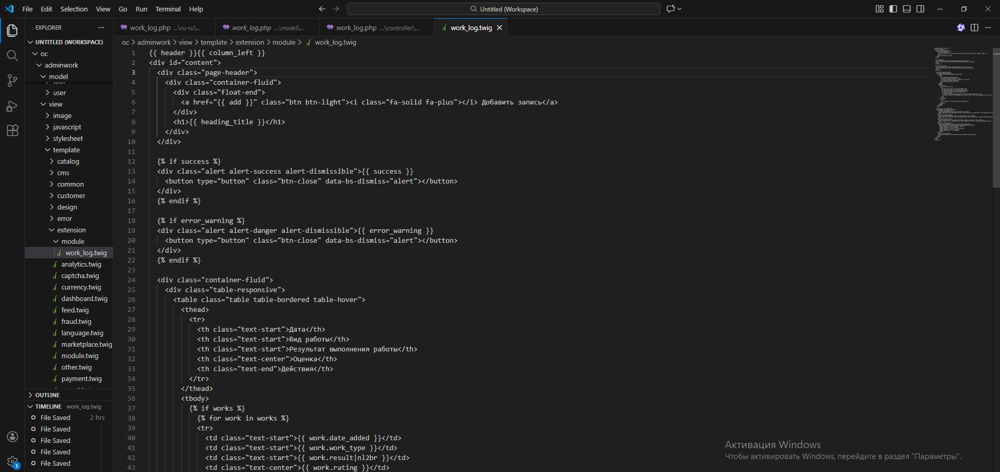 File Edit Selection View Go Run Terminal Help
Untitled (Workspace)
EXPLORER
UNTITLED (WORKSPACE)
oc
adminwork
model
user
view
image
javascript
stylesheet
template
catalog
cms
common
customer
design
error
extension
module
work_log.twig
analytics.twig
captcha.twig
currency.twig
dashboard.twig
feed.twig
fraud.twig
language.twig
marketplace.twig
module.twig
other.twig
payment.twig
OUTLINE
TIMELINE work_log.twig
File Saved 2 hrs
File Saved
File Saved
File Saved
File Saved
1
work_log.php ...\ru-ru\...
work_log.php ...\model\...
work_log.php ...\controller\...
work_log.twig
oc > adminwork > view > template > extension > module > work_log.twig
1 {{ header }}{{ column_left }}
2 <div id="content">
3 <div class="page-header">
4 <div class="container-fluid">
5 <div class="float-end">
6 <a href="{{ add }}" class="btn btn-light"><i class="fa-solid fa-plus"></i> Добавить запись</a>
7 </div>
8 <h1>{{ heading_title }}</h1>
9 </div>
10 </div>
11
12 {% if success %}
13 <div class="alert alert-success alert-dismissible">{{ success }}
14 <button type="button" class="btn-close" data-bs-dismiss="alert"></button>
15 </div>
16 {% endif %}
17
18 {% if error_warning %}
19 <div class="alert alert-danger alert-dismissible">{{ error_warning }}
20 <button type="button" class="btn-close" data-bs-dismiss="alert"></button>
21 </div>
22 {% endif %}
23
24 <div class="container-fluid">
25 <div class="table-responsive">
26 <table class="table table-bordered table-hover">
27 <thead>
28 <tr>
29 <th class="text-start">Дата</th>
30 <th class="text-start">Вид работы</th>
31 <th class="text-start">Результат выполнения работы</th>
32 <th class="text-center">Оценка</th>
33 <th class="text-end">Действия</th>
34 </tr>
35 </thead>
36 <tbody>
37 {% if works %}
38 {% for work in works %}
39 <tr>
40 <td class="text-start">{{ work.date_added }}</td>
41 <td class="text-start">{{ work.work_type }}</td>
42 <td class="text-start">{{ work.result|nl2br }}</td>
43 <td class="text-center">{{ work.rating }}</td>
Активация Windows
Чтобы активировать Windows, перейдите в раздел "Параметры".